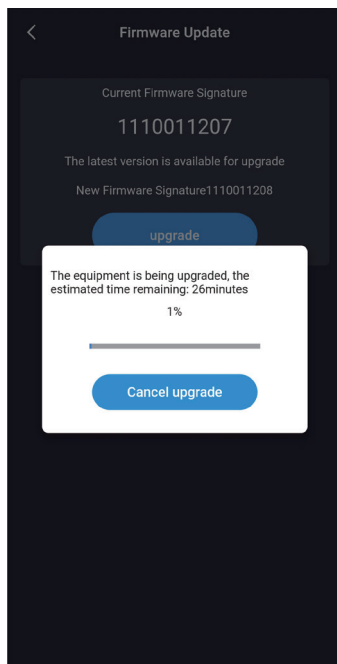 Firmware Update
Current Firmware Signature
1110011207
The latest version is available for upgrade
New Firmware Signature1110011208
upgrade
The equipment is being upgraded, the
estimated time remaining: 26minutes
1%
Cancel upgrade